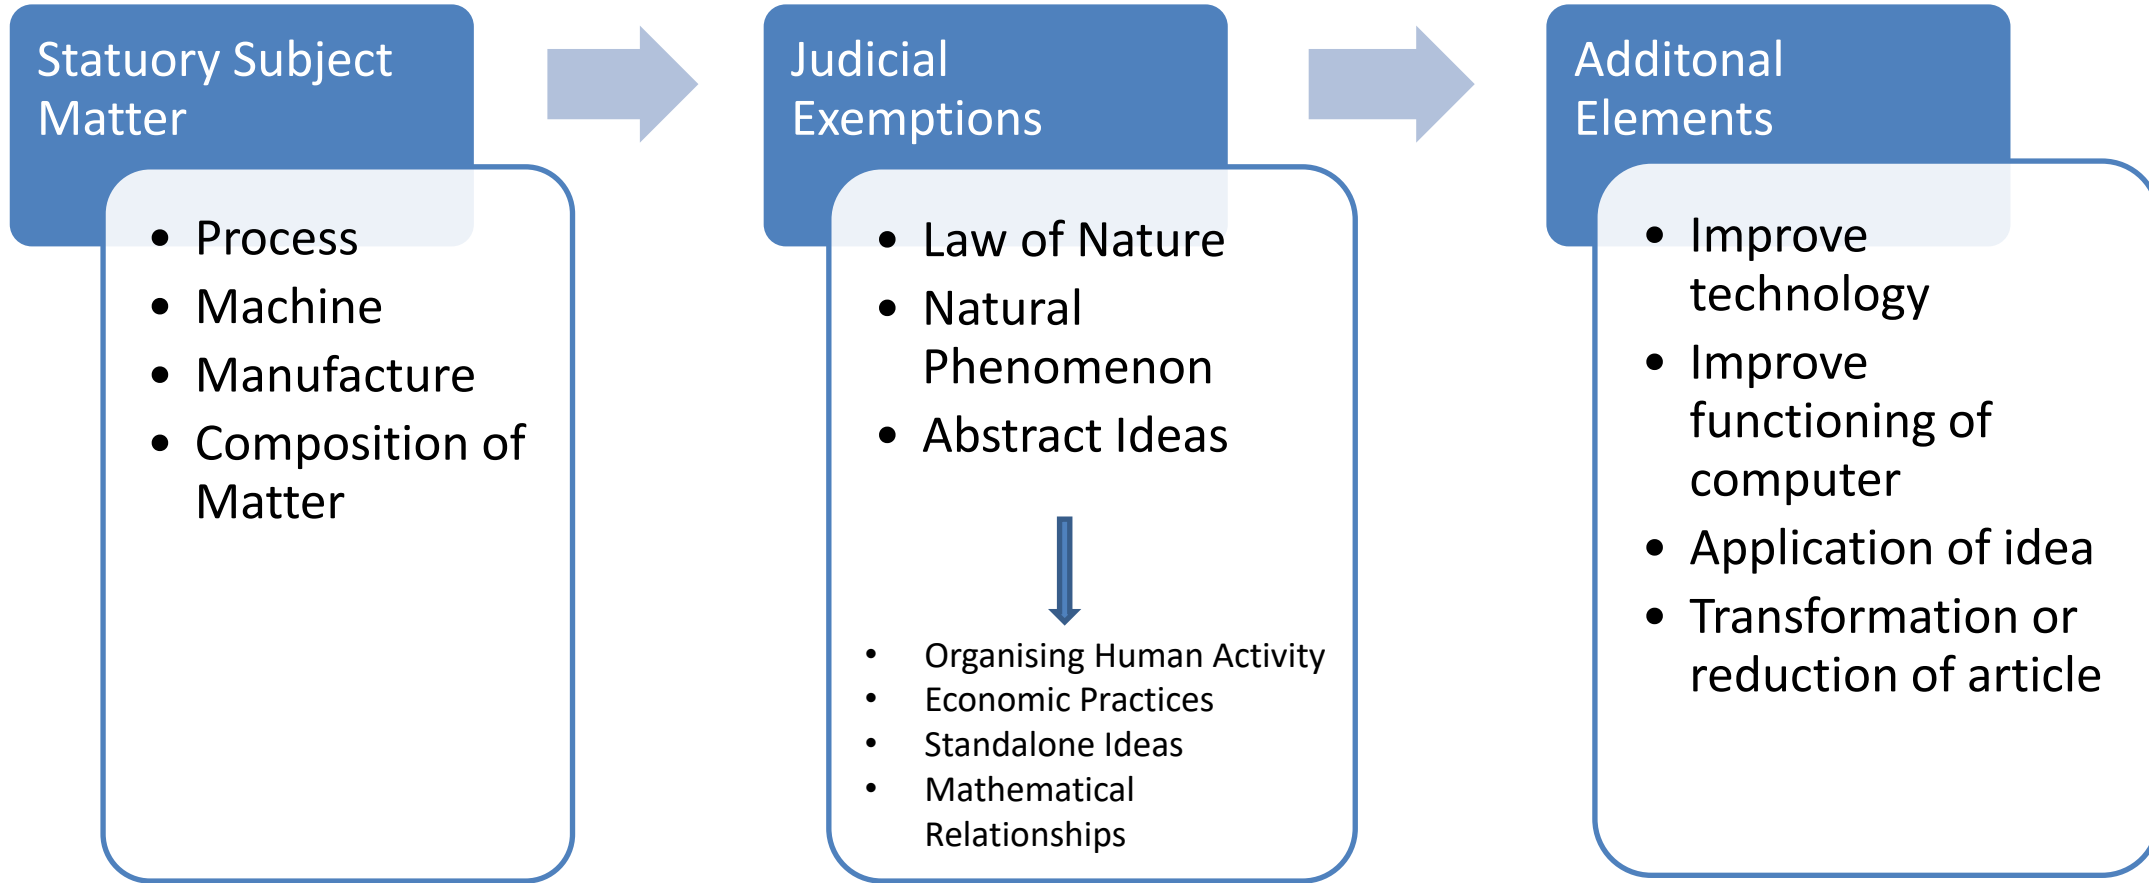 Statuory Subject
Matter
• Process
• Machine
• Manufacture
• Composition of
Matter
Judicial
Exemptions
• Law of Nature
• Natural
Phenomenon
• Abstract Ideas
• Organising Human Activity
• Economic Practices
• Standalone Ideas
• Mathematical
Relationships
Additonal
Elements
• Improve
technology
• Improve
functioning of
computer
• Application of idea
• Transformation or
reduction of article